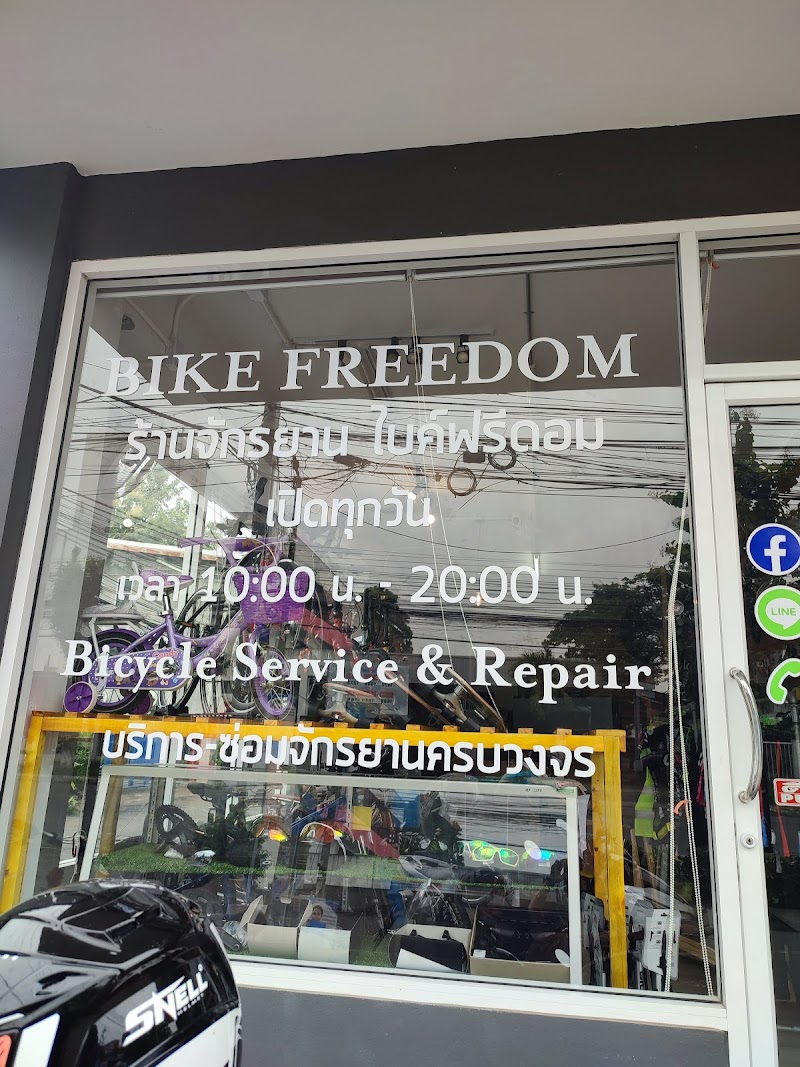 BIKE FREEDOM
ร้านจักรยาน ไบค์ฟรีดอม
เปิดทุกวัน
เวลา 10:00 น. - 20:00 น.
Bicycle Service & Repair
บริการ-ซ่อมจักรยานครบวงจร
LINE
SNELL